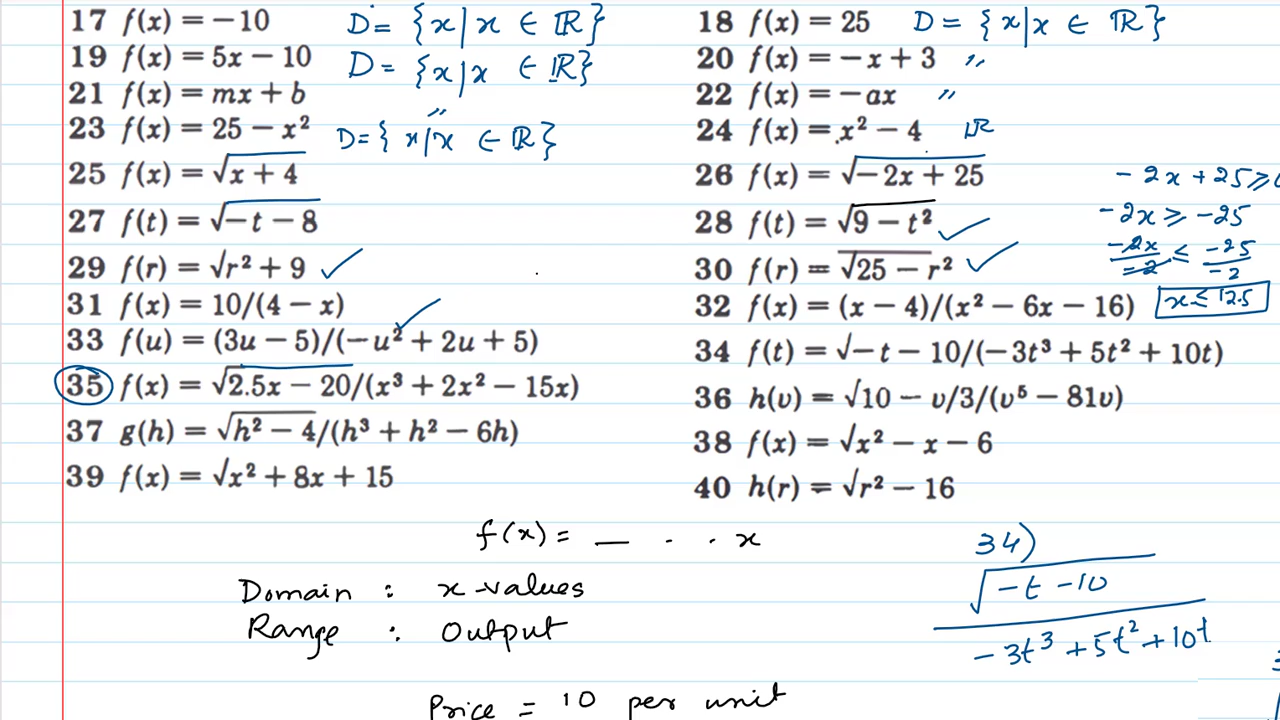 17 f(x) = −10 D = {x|x ∈ ℝ} 18 f(x) = 25 D = {x|x ∈ ℝ}
19 f(x) = 5x − 10 D = {x|x ∈ ℝ} 20 f(x) = −x + 3 ,,
21 f(x) = mx + b ,, 22 f(x) = −ax ,,
23 f(x) = 25 − x² D = {x|x ∈ ℝ} 24 f(x) = x² − 4 ℝ
25 f(x) = √x + 4 26 f(x) = √−2x + 25 −2x + 25 ≥ 0
27 f(t) = √−t − 8 28 f(t) = √9 − t² ✓ −2x ≥ −25
29 f(r) = √r² + 9 ✓ 30 f(r) = √25 − r² ✓ −2x/−2 ≤ −25/−2
31 f(x) = 10/(4 − x) 32 f(x) = (x − 4)/(x² − 6x − 16) x ≤ 12.5
33 f(u) = (3u − 5)/(−u² + 2u + 5) ✓ 34 f(t) = √−t − 10/(−3t³ + 5t² + 10t)
35 f(x) = √2.5x − 20/(x³ + 2x² − 15x) 36 h(υ) = √10 − υ/3/(υ⁵ − 81υ)
37 g(h) = √h² − 4/(h³ + h² − 6h) 38 f(x) = √x² − x − 6
39 f(x) = √x² + 8x + 15 40 h(r) = √r² − 16
f(x) = — . . x 34)
Domain : x-values √−t −10
Range : Output −3t³ + 5t² + 10t
Price = 10 per unit